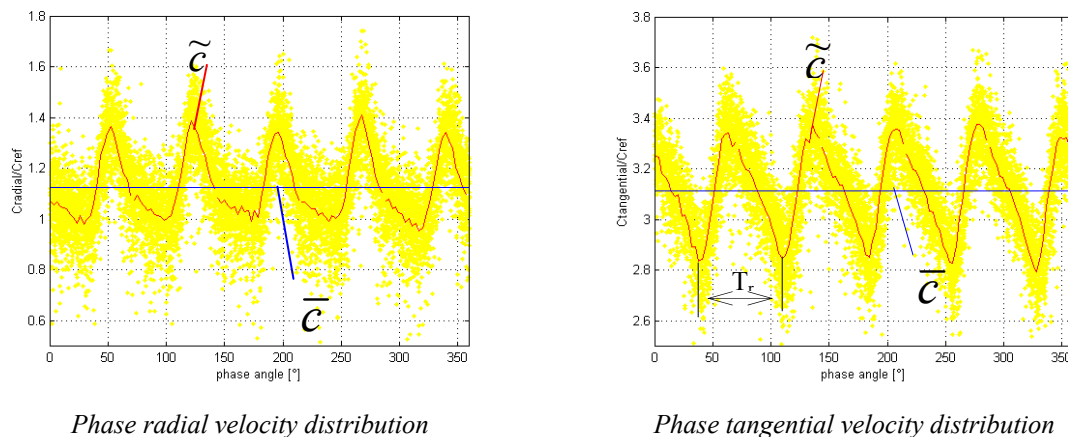 1.8
1.6
1.4
1.2
1
0.8
0.6
Cradial/Cref
c̃
c̅
0 50 100 150 200 250 300 350
phase angle [°]
Phase radial velocity distribution
3.8
3.6
3.4
3.2
3
2.8
2.6
Ctangential/Cref
c̃
c̅
Tr
0 50 100 150 200 250 300 350
phase angle [°]
Phase tangential velocity distribution